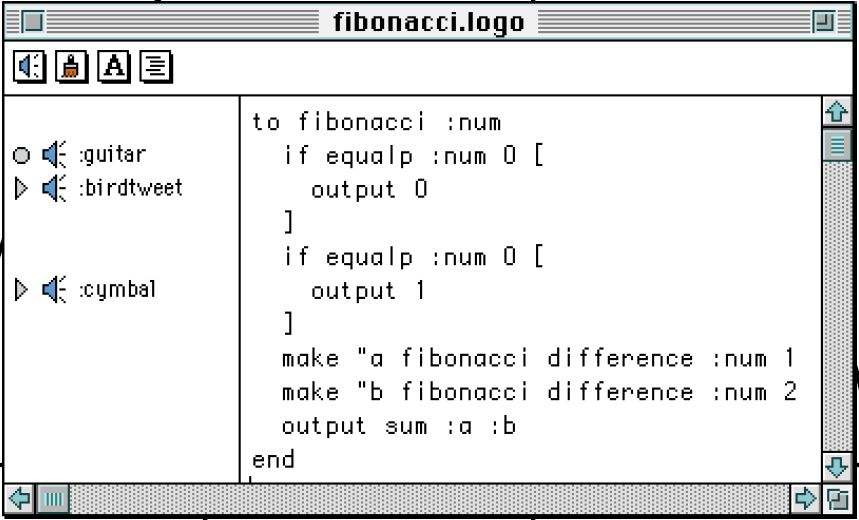 fibonacci.logo
A
:guitar
:birdtweet
:cymbal
to fibonacci :num
  if equalp :num 0 [
    output 0
  ]
  if equalp :num 0 [
    output 1
  ]
  make "a fibonacci difference :num 1
  make "b fibonacci difference :num 2
  output sum :a :b
end